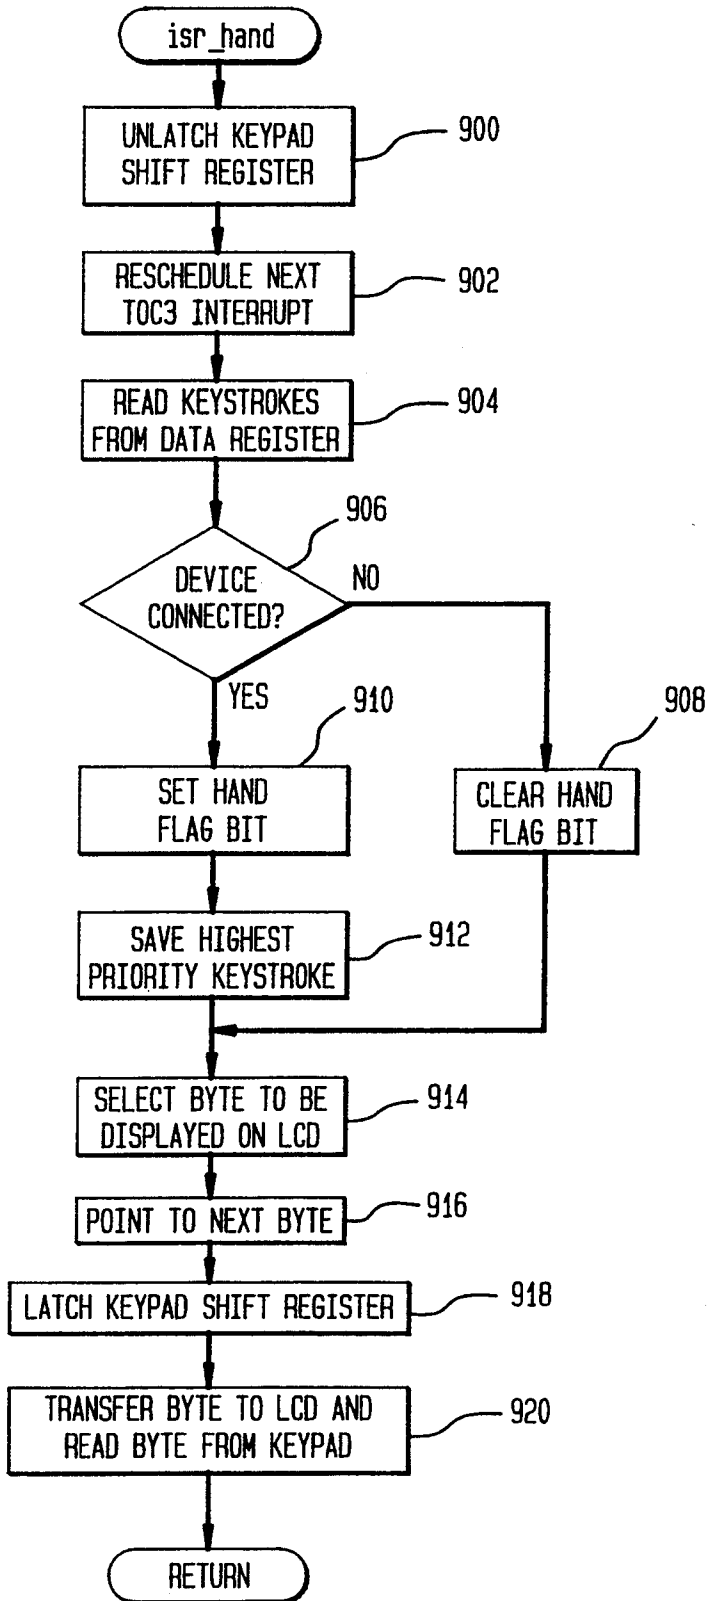 isr_hand
UNLATCH KEYPAD
SHIFT REGISTER
900
RESCHEDULE NEXT
TOC3 INTERRUPT
902
READ KEYSTROKES
FROM DATA REGISTER
904
906
DEVICE
CONNECTED?
NO
YES
910
908
SET HAND
FLAG BIT
CLEAR HAND
FLAG BIT
SAVE HIGHEST
PRIORITY KEYSTROKE
912
SELECT BYTE TO BE
DISPLAYED ON LCD
914
POINT TO NEXT BYTE
916
LATCH KEYPAD SHIFT REGISTER
918
TRANSFER BYTE TO LCD AND
READ BYTE FROM KEYPAD
920
RETURN